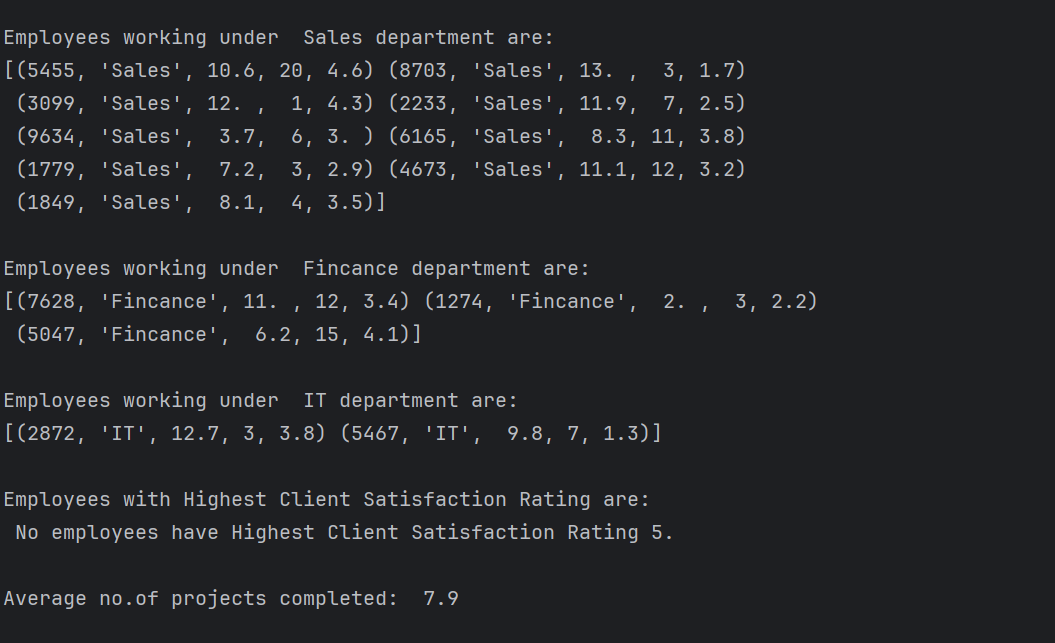 Employees working under  Sales department are:
[(5455, 'Sales', 10.6, 20, 4.6) (8703, 'Sales', 13. ,  3, 1.7)
 (3099, 'Sales', 12. ,  1, 4.3) (2233, 'Sales', 11.9,  7, 2.5)
 (9634, 'Sales',  3.7,  6, 3. ) (6165, 'Sales',  8.3, 11, 3.8)
 (1779, 'Sales',  7.2,  3, 2.9) (4673, 'Sales', 11.1, 12, 3.2)
 (1849, 'Sales',  8.1,  4, 3.5)]
Employees working under  Fincance department are:
[(7628, 'Fincance', 11. , 12, 3.4) (1274, 'Fincance',  2. ,  3, 2.2)
 (5047, 'Fincance',  6.2, 15, 4.1)]
Employees working under  IT department are:
[(2872, 'IT', 12.7, 3, 3.8) (5467, 'IT',  9.8, 7, 1.3)]
Employees with Highest Client Satisfaction Rating are:
 No employees have Highest Client Satisfaction Rating 5.
Average no.of projects completed:  7.9